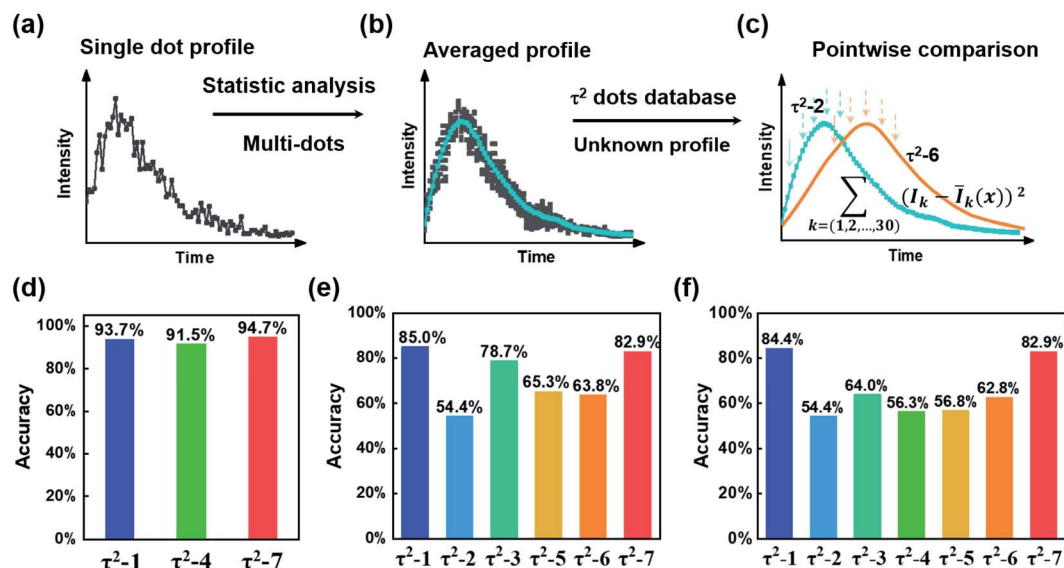 (a)
Single dot profile
Intensity
Time
Statistic analysis
Multi-dots
(b)
Averaged profile
Intensity
Time
τ² dots database
Unknown profile
(c)
Pointwise comparison
Intensity
τ²-2
τ²-6
∑ (Iₖ − Īₖ(x)) ²
k=(1,2,...,30)
Time
(d)
Accuracy
100%
80%
60%
40%
20%
0%
93.7%
91.5%
94.7%
τ²-1 τ²-4 τ²-7
(e)
Accuracy
100%
80%
60%
40%
20%
0%
85.0%
54.4%
78.7%
65.3%
63.8%
82.9%
τ²-1 τ²-2 τ²-3 τ²-5 τ²-6 τ²-7
(f)
Accuracy
100%
80%
60%
40%
20%
0%
84.4%
54.4%
64.0%
56.3%
56.8%
62.8%
82.9%
τ²-1 τ²-2 τ²-3 τ²-4 τ²-5 τ²-6 τ²-7